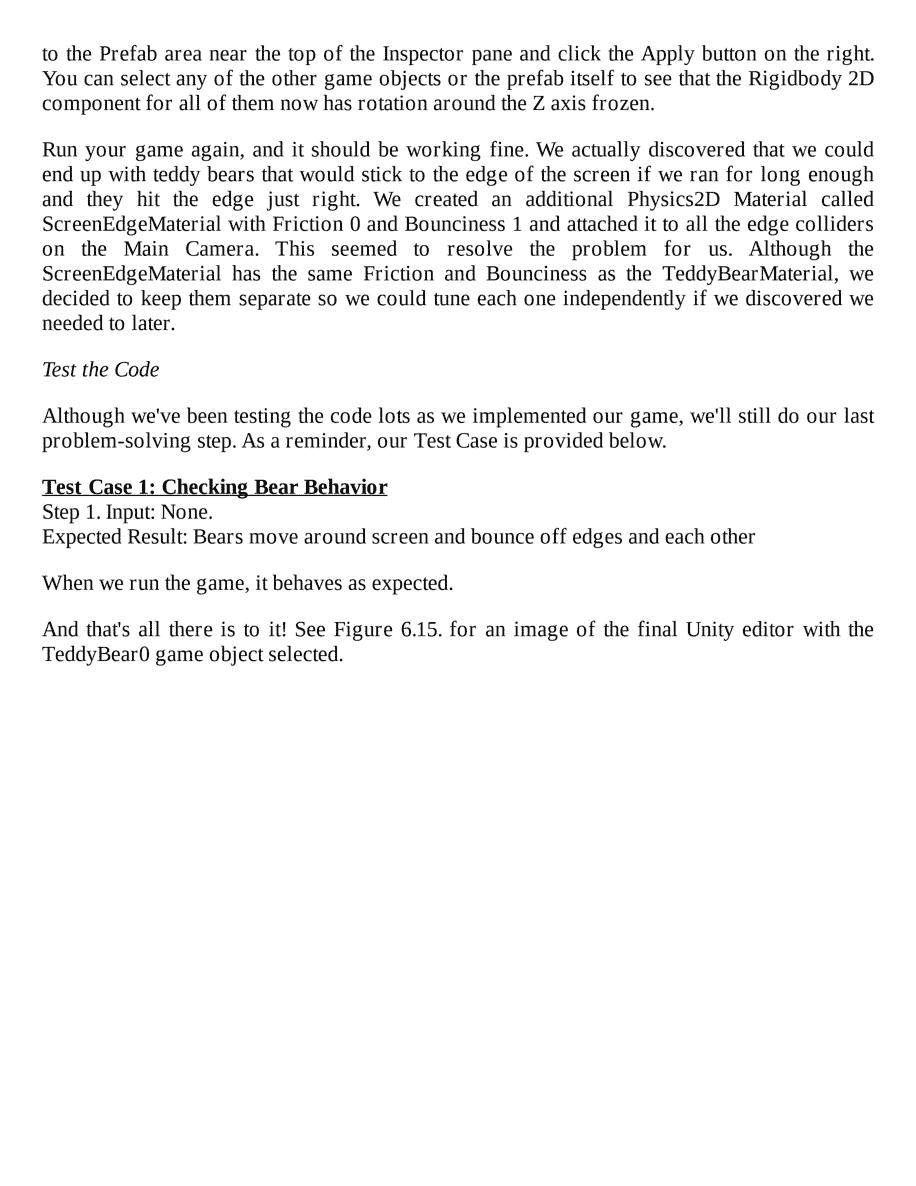 to the Prefab area near the top of the Inspector pane and click the Apply button on the right.
You can select any of the other game objects or the prefab itself to see that the Rigidbody 2D
component for all of them now has rotation around the Z axis frozen.
Run your game again, and it should be working fine. We actually discovered that we could
end up with teddy bears that would stick to the edge of the screen if we ran for long enough
and they hit the edge just right. We created an additional Physics2D Material called
ScreenEdgeMaterial with Friction 0 and Bounciness 1 and attached it to all the edge colliders
on the Main Camera. This seemed to resolve the problem for us. Although the
ScreenEdgeMaterial has the same Friction and Bounciness as the TeddyBearMaterial, we
decided to keep them separate so we could tune each one independently if we discovered we
needed to later.
Test the Code
Although we've been testing the code lots as we implemented our game, we'll still do our last
problem-solving step. As a reminder, our Test Case is provided below.
Test Case 1: Checking Bear Behavior
Step 1. Input: None.
Expected Result: Bears move around screen and bounce off edges and each other
When we run the game, it behaves as expected.
And that's all there is to it! See Figure 6.15. for an image of the final Unity editor with the
TeddyBear0 game object selected.